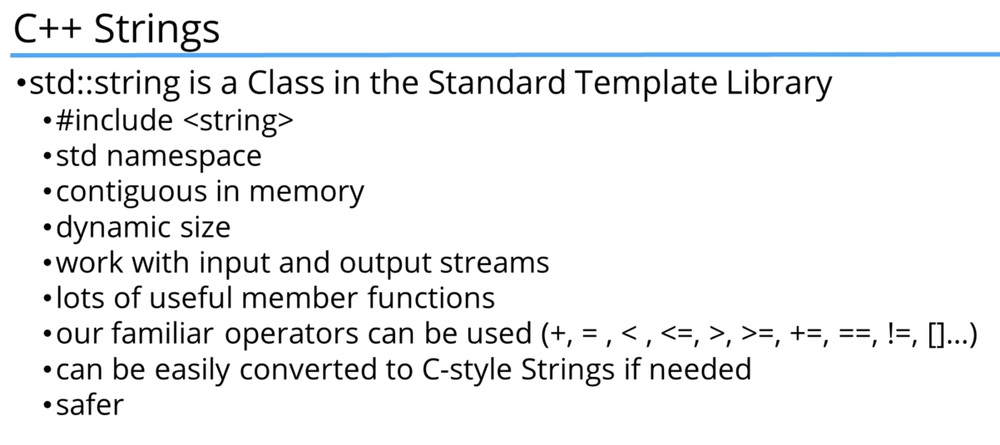 C++ Strings
•std::string is a Class in the Standard Template Library
•#include <string>
•std namespace
•contiguous in memory
•dynamic size
•work with input and output streams
•lots of useful member functions
•our familiar operators can be used (+, = , < , <=, >, >=, +=, ==, !=, []...)
•can be easily converted to C-style Strings if needed
•safer